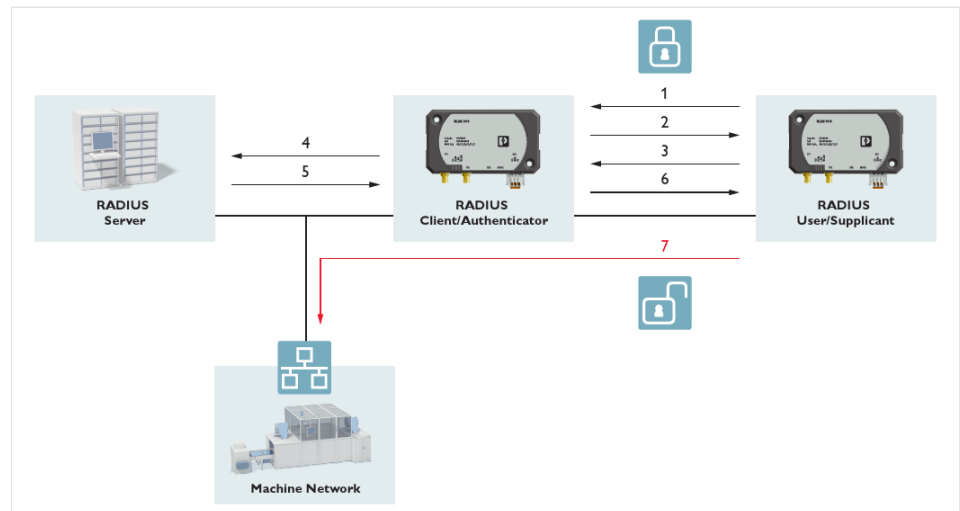 1
2
3
4
5
6
RADIUS
Server
RADIUS
Client/Authenticator
RADIUS
User/Supplicant
7
Machine Network